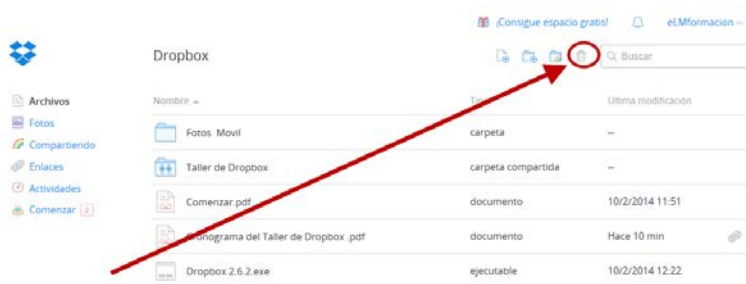 ¡Consigue espacio gratis! eLMformacion
Dropbox
Buscar
Archivos
Fotos
Compartiendo
Enlaces
Actividades
Comenzar 2
Nombre Última modificación
Fotos Movil carpeta --
Taller de Dropbox carpeta compartida --
Comenzar.pdf documento 10/2/2014 11:51
Cronograma del Taller de Dropbox .pdf documento Hace 10 min
Dropbox 2.6.2.exe ejecutable 10/2/2014 12:22